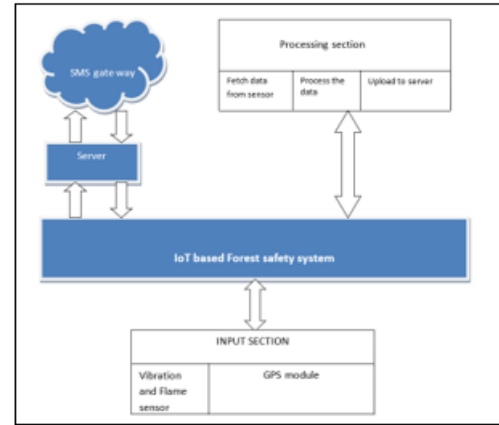 SMS gate way
Server
Processing section
Fetch data
from sensor
Process the
data
Upload to server
IoT based Forest safety system
INPUT SECTION
Vibration
and Flame
sensor
GPS module